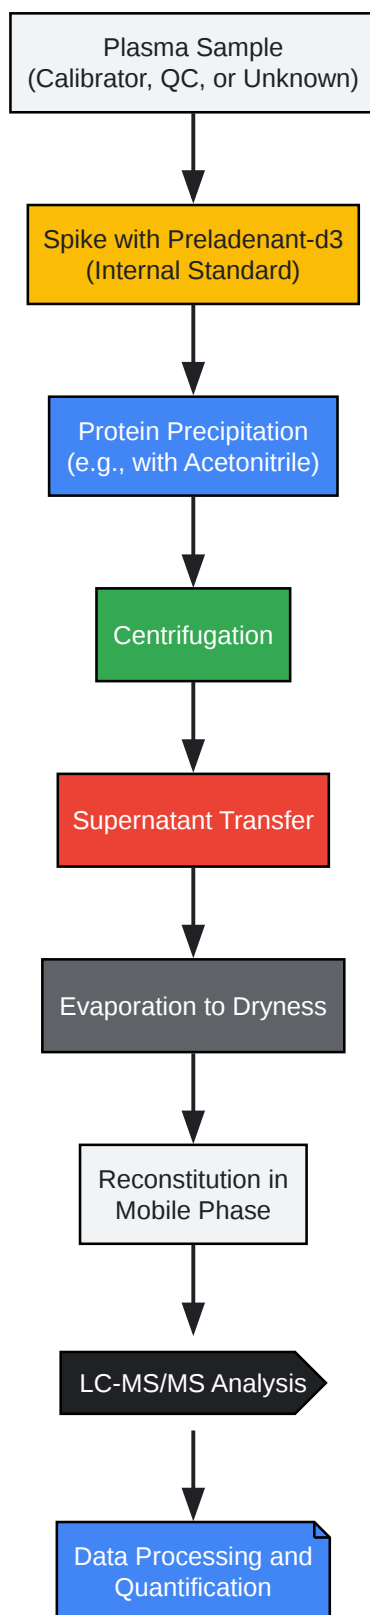 Plasma Sample
(Calibrator, QC, or Unknown)
Spike with Preladenant-d3
(Internal Standard)
Protein Precipitation
(e.g., with Acetonitrile)
Centrifugation
Supernatant Transfer
Evaporation to Dryness
Reconstitution in
Mobile Phase
LC-MS/MS Analysis
Data Processing and
Quantification